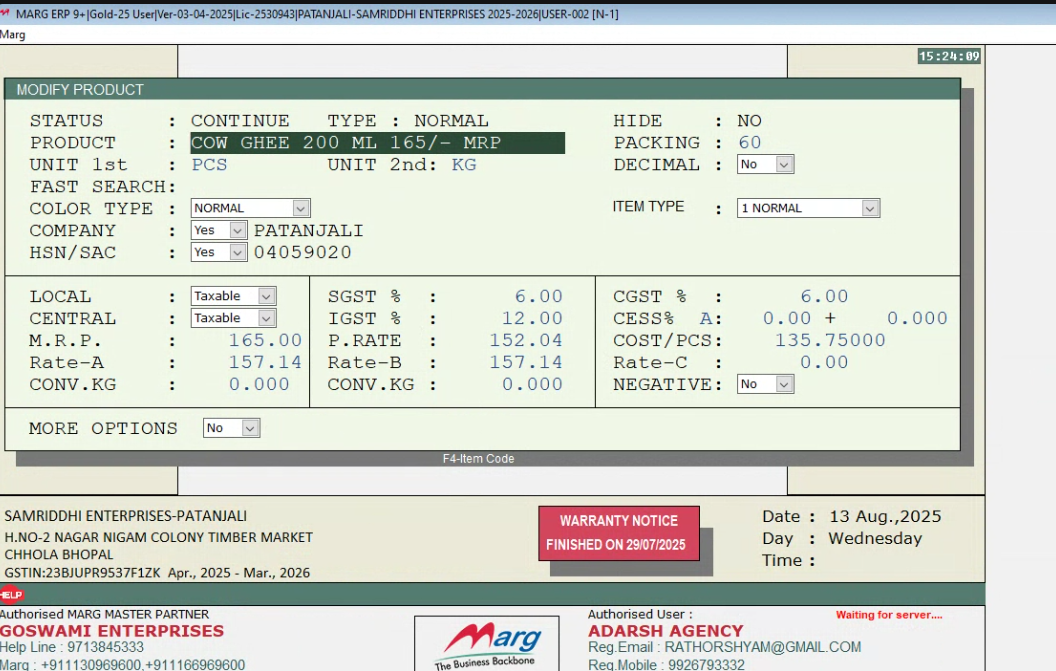 MARG ERP 9+|Gold-25 User|Ver-03-04-2025|Lic-2530943|PATANJALI-SAMRIDDHI ENTERPRISES 2025-2026|USER-002 [N-1]
Marg
15:24:09
MODIFY PRODUCT
STATUS : CONTINUE TYPE : NORMAL HIDE : NO
PRODUCT : COW GHEE 200 ML 165/- MRP PACKING : 60
UNIT 1st : PCS UNIT 2nd: KG DECIMAL : No
FAST SEARCH:
COLOR TYPE : NORMAL ITEM TYPE : 1 NORMAL
COMPANY : Yes PATANJALI
HSN/SAC : Yes 04059020
LOCAL : Taxable SGST % : 6.00 CGST % : 6.00
CENTRAL : Taxable IGST % : 12.00 CESS% A: 0.00 + 0.000
M.R.P. : 165.00 P.RATE : 152.04 COST/PCS: 135.75000
Rate-A : 157.14 Rate-B : 157.14 Rate-C : 0.00
CONV.KG : 0.000 CONV.KG : 0.000 NEGATIVE: No
MORE OPTIONS No
F4-Item Code
SAMRIDDHI ENTERPRISES-PATANJALI
H.NO-2 NAGAR NIGAM COLONY TIMBER MARKET
CHHOLA BHOPAL
GSTIN:23BJUPR9537F1ZK Apr., 2025 - Mar., 2026
WARRANTY NOTICE
FINISHED ON 29/07/2025
Date : 13 Aug.,2025
Day : Wednesday
Time :
HELP
Authorised MARG MASTER PARTNER
GOSWAMI ENTERPRISES
Help Line : 9713845333
Marg : +911130969600,+911166969600
Marg
The Business Backbone
Authorised User : Waiting for server....
ADARSH AGENCY
Reg.Email : RATHORSHYAM@GMAIL.COM
Reg.Mobile : 9926793332